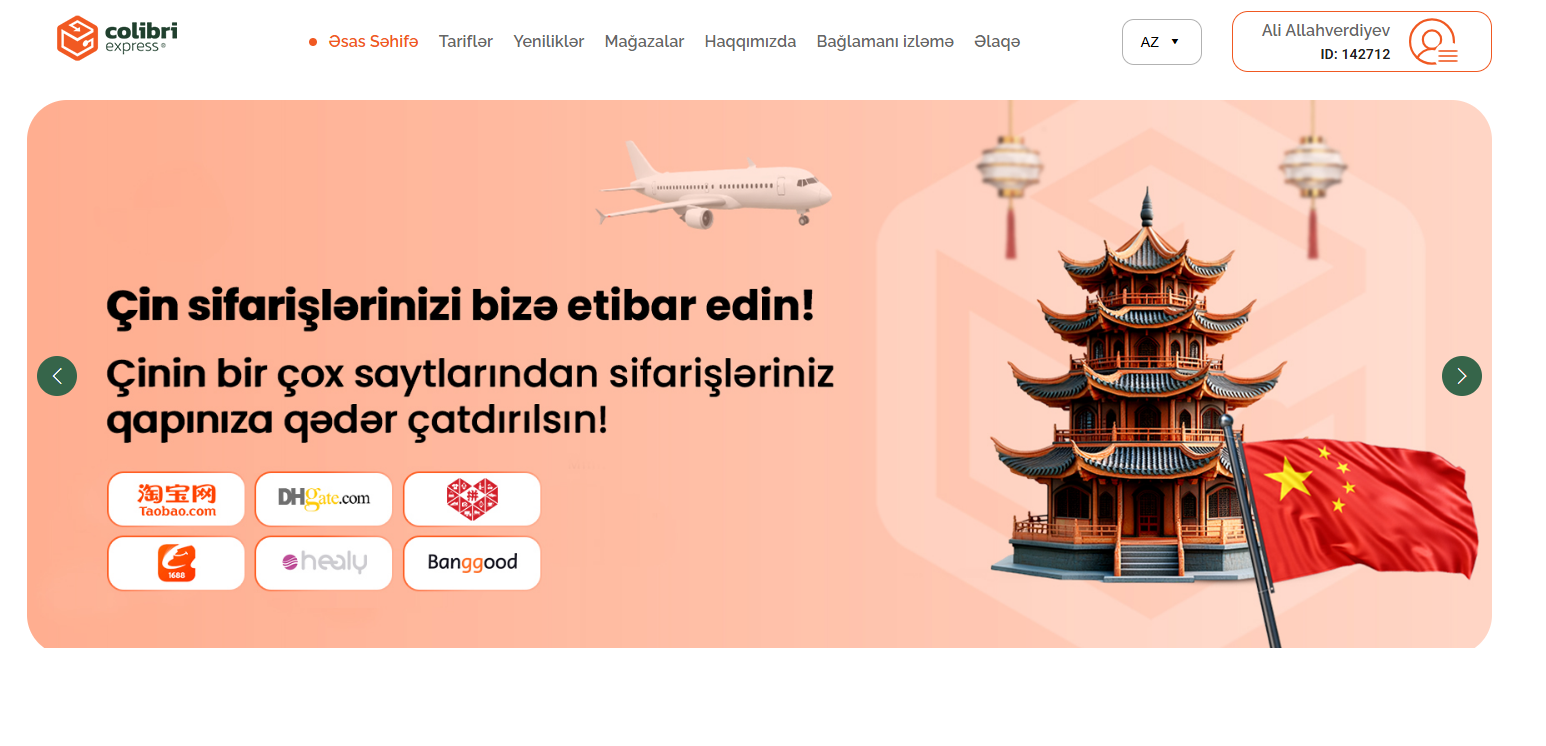 colibri
express®
Əsas Səhifə Tariflər Yeniliklər Mağazalar Haqqımızda Bağlamanı izləmə Əlaqə
AZ
Ali Allahverdiyev
ID: 142712
Çin sifarişlərinizi bizə etibar edin!
Çinin bir çox saytlarından sifarişləriniz
qapınıza qədər çatdırılsın!
淘宝网
Taobao.com
DHgate.com
拼
1688
healy
Banggood